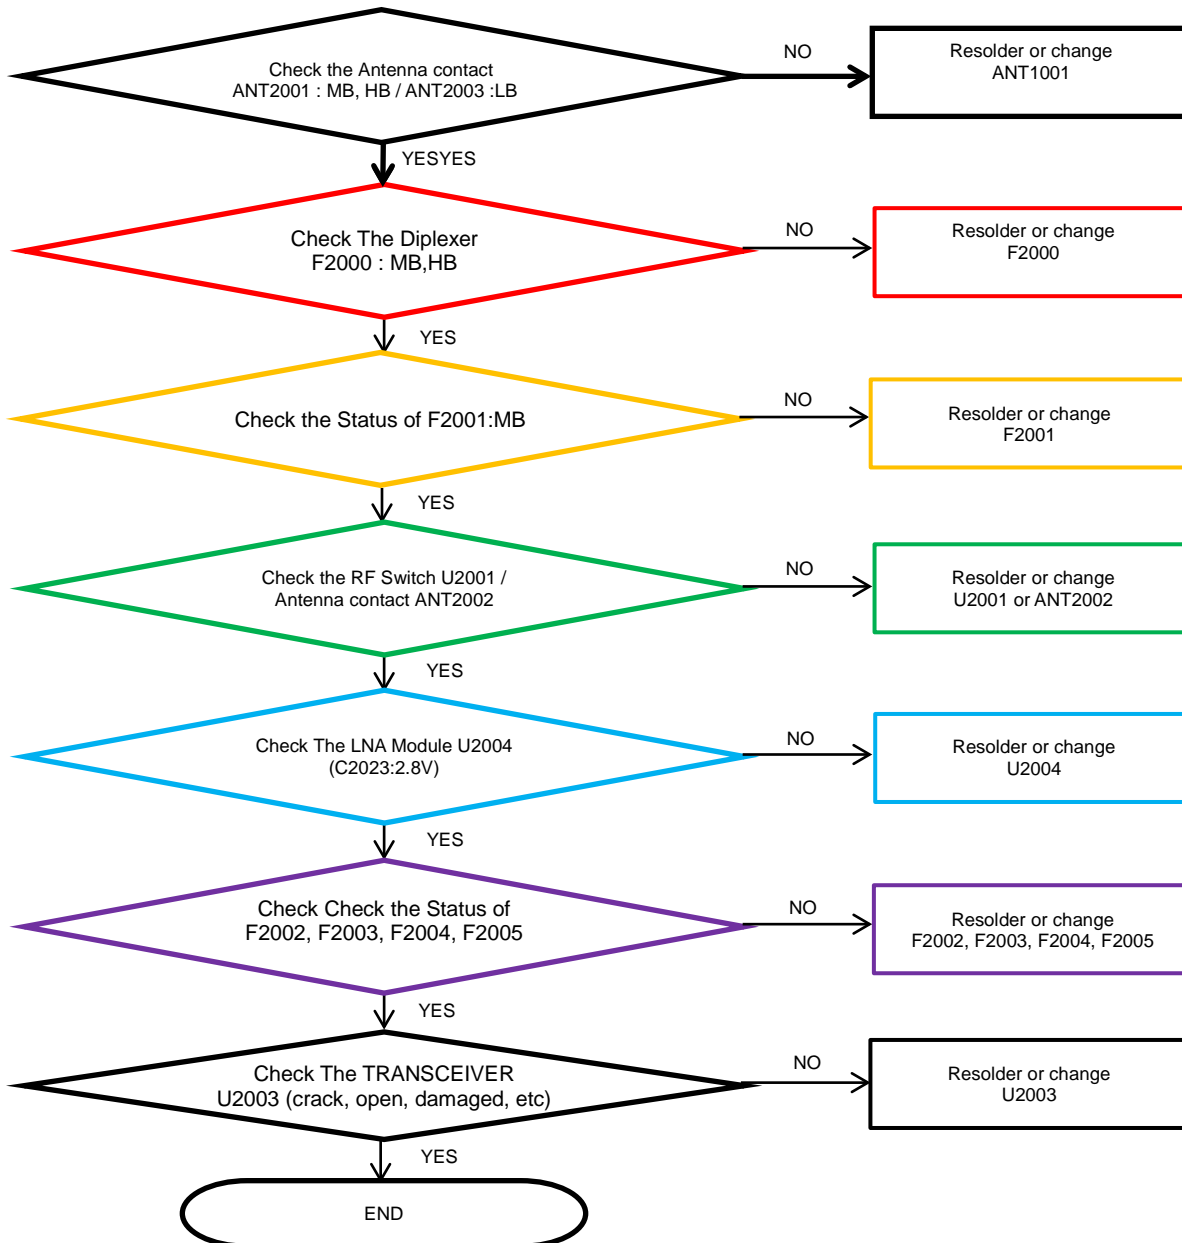 Check the Antenna contact
ANT2001 : MB, HB / ANT2003 :LB
NO
Resolder or change
ANT1001
YESYES
Check The Diplexer
F2000 : MB,HB
NO
Resolder or change
F2000
YES
Check the Status of F2001:MB
NO
Resolder or change
F2001
YES
Check the RF Switch U2001 /
Antenna contact ANT2002
NO
Resolder or change
U2001 or ANT2002
YES
Check The LNA Module U2004
(C2023:2.8V)
NO
Resolder or change
U2004
YES
Check Check the Status of
F2002, F2003, F2004, F2005
NO
Resolder or change
F2002, F2003, F2004, F2005
YES
Check The TRANSCEIVER
U2003 (crack, open, damaged, etc)
NO
Resolder or change
U2003
YES
END